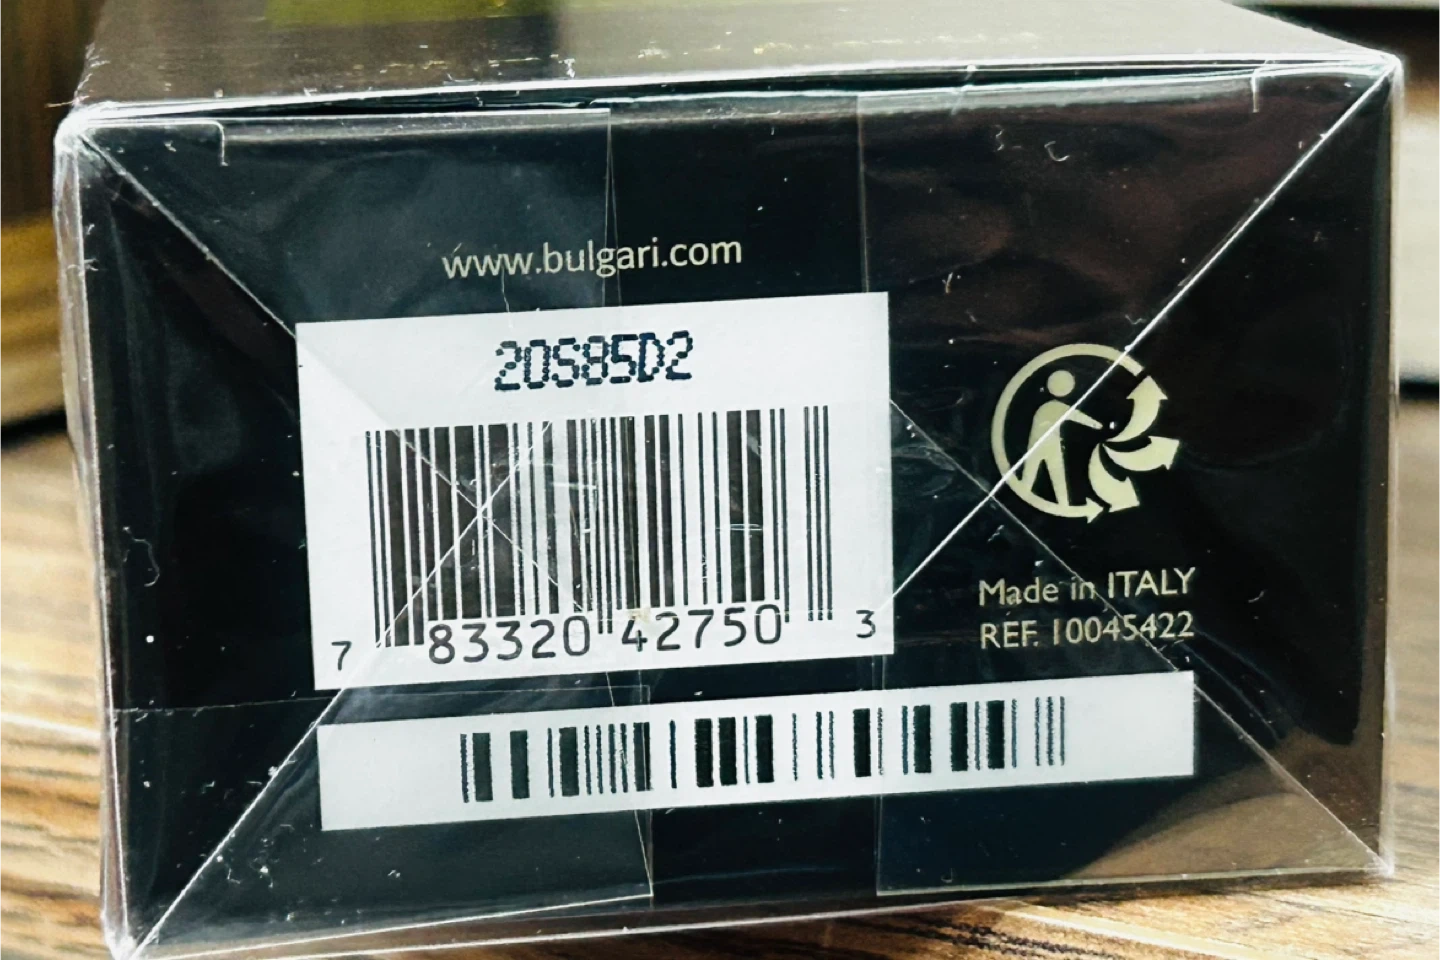 www.bulgari.com
20S85D2
7 83320 42750 3
Made in ITALY
REF. 10045422